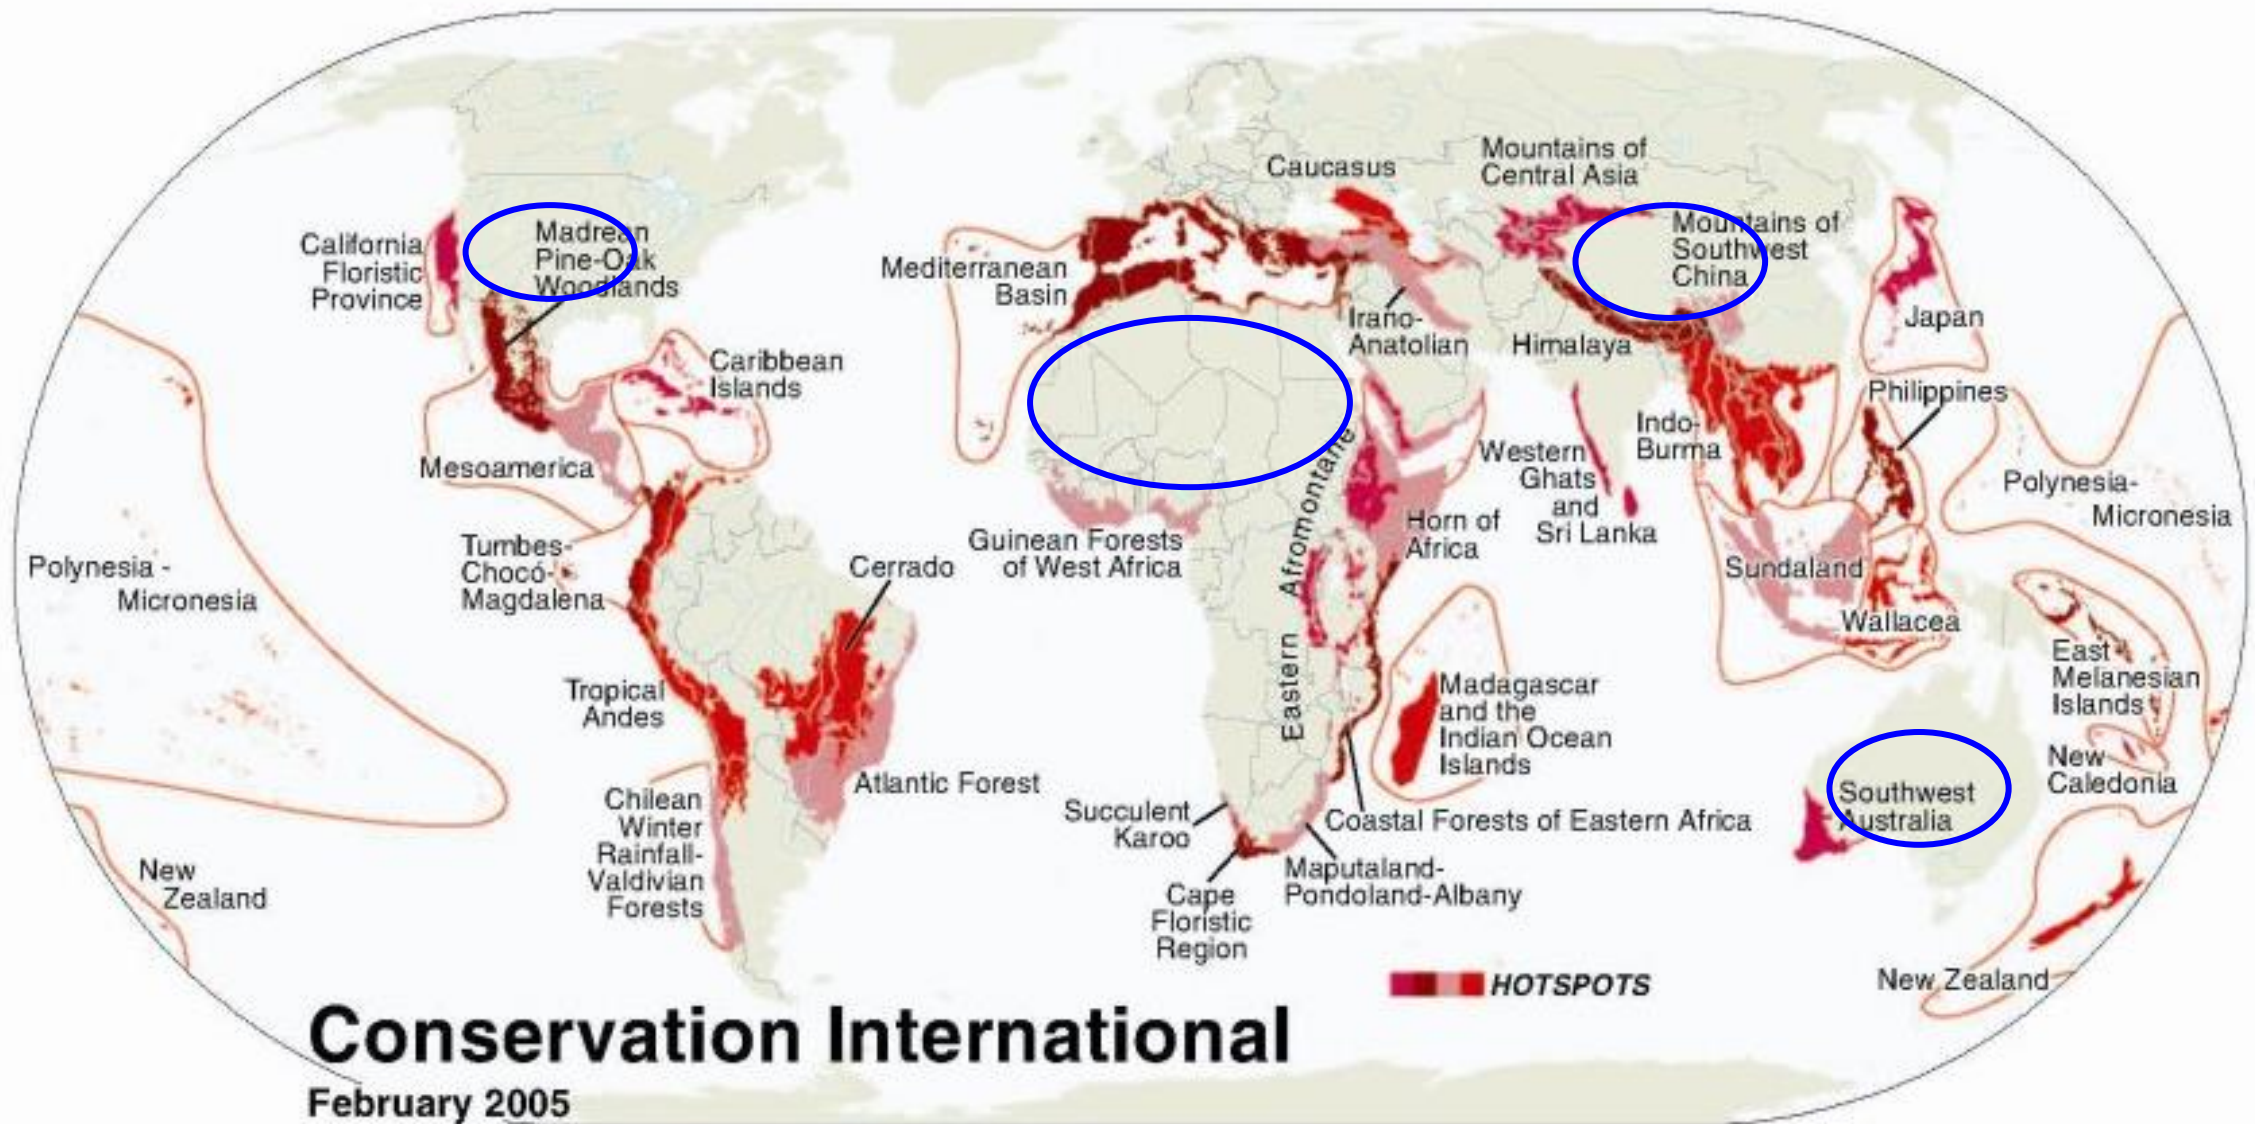 Mountains of
Central Asia
Caucasus
Mountains of
Southwest
China
Madrean
Pine-Oak
Woodlands
California
Floristic
Province
Mediterranean
Basin
Irano-
Anatolian
Himalaya
Japan
Caribbean
Islands
Philippines
Mesoamerica
Indo-
Burma
Western
Ghats
and
Sri Lanka
Polynesia-
Micronesia
Horn of
Africa
Guinean Forests
of West Africa
Eastern Afromontane
Tumbes-
Chocó-
Magdalena
Cerrado
Polynesia -
Micronesia
Sundaland
Wallacea
East
Melanesian
Islands
Tropical
Andes
Madagascar
and the
Indian Ocean
Islands
New
Caledonia
Atlantic Forest
Southwest
Australia
Chilean
Winter
Rainfall-
Valdivian
Forests
Succulent
Karoo
Coastal Forests of Eastern Africa
Maputaland-
Pondoland-Albany
Cape
Floristic
Region
New
Zealand
New Zealand
HOTSPOTS
Conservation International
February 2005